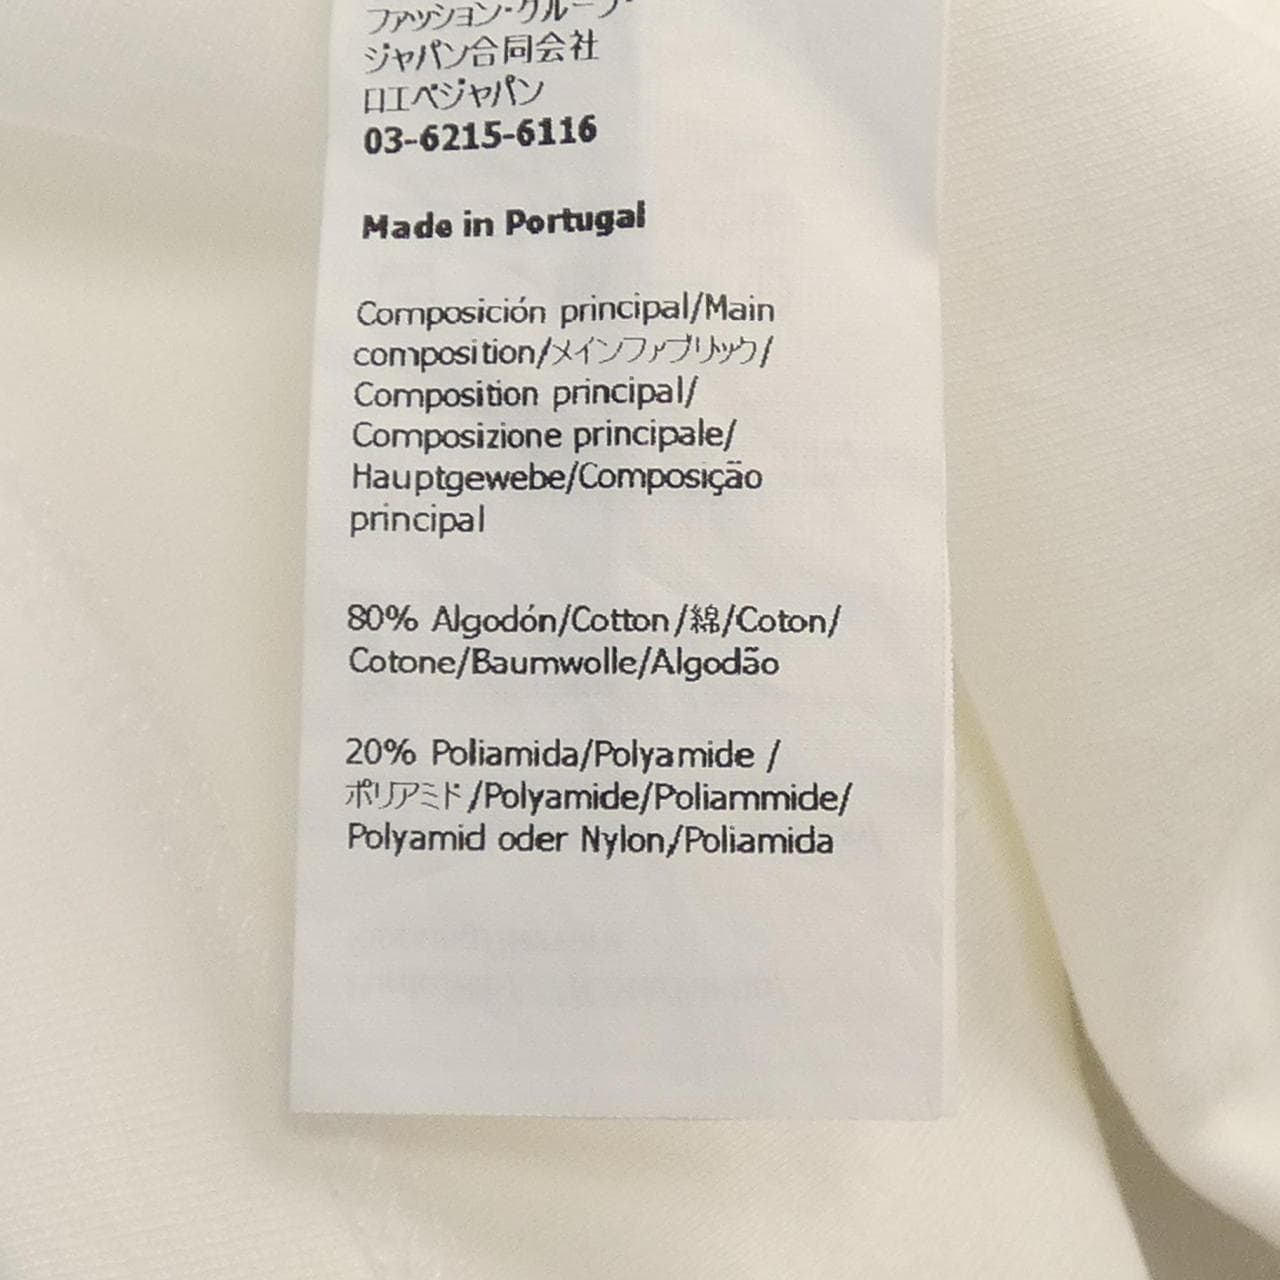 ファッション・グループ・
ジャパン合同会社
ロエベジャパン
03-6215-6116
Made in Portugal
Composición principal/Main
composition/メインファブリック/
Composition principal/
Composizione principale/
Hauptgewebe/Composição
principal
80% Algodón/Cotton/綿/Coton/
Cotone/Baumwolle/Algodão
20% Poliamida/Polyamide /
ポリアミド/Polyamide/Poliammide/
Polyamid oder Nylon/Poliamida